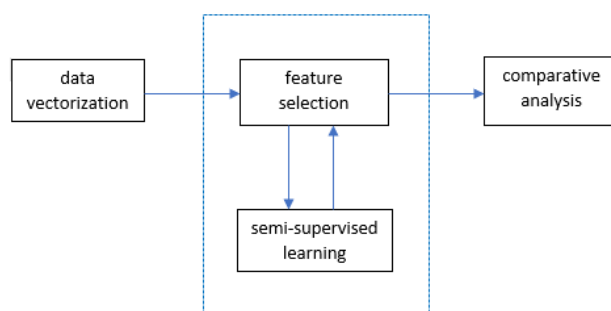 data
vectorization
feature
selection
comparative
analysis
semi-supervised
learning